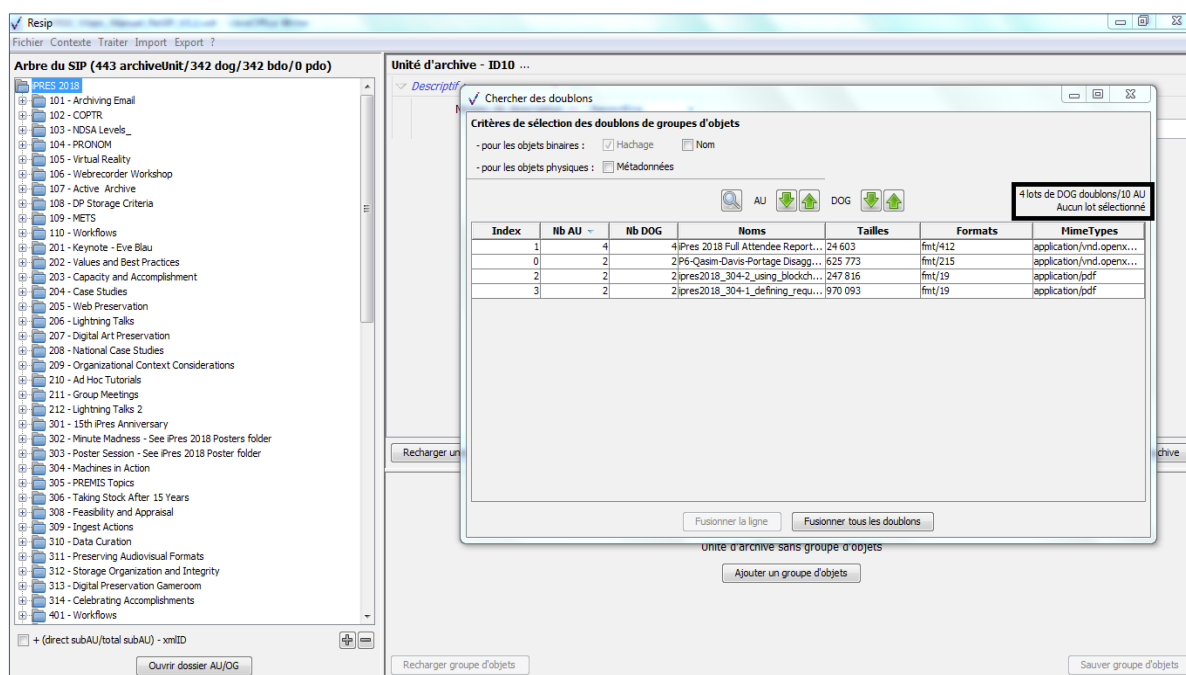 Resip
Fichier Contexte Traiter Import Export ?
Arbre du SIP (443 archiveUnit/342 dog/342 bdo/0 pdo)
iPRES 2018
101 - Archiving Email
102 - COPTR
103 - NDSA Levels_
104 - PRONOM
105 - Virtual Reality
106 - Webrecorder Workshop
107 - Active Archive
108 - DP Storage Criteria
109 - METS
110 - Workflows
201 - Keynote - Eve Blau
202 - Values and Best Practices
203 - Capacity and Accomplishment
204 - Case Studies
205 - Web Preservation
206 - Lightning Talks
207 - Digital Art Preservation
208 - National Case Studies
209 - Organizational Context Considerations
210 - Ad Hoc Tutorials
211 - Group Meetings
212 - Lightning Talks 2
301 - 15th iPres Anniversary
302 - Minute Madness - See iPres 2018 Posters folder
303 - Poster Session - See iPres 2018 Poster folder
304 - Machines in Action
305 - PREMIS Topics
306 - Taking Stock After 15 Years
308 - Feasibility and Appraisal
309 - Ingest Actions
310 - Data Curation
311 - Preserving Audiovisual Formats
312 - Storage Organization and Integrity
313 - Digital Preservation Gameroom
314 - Celebrating Accomplishments
401 - Workflows
+ (direct subAU/total subAU) - xmlID
Ouvrir dossier AU/OG
Unité d'archive - ID10 ...
Descriptif
Chercher des doublons
Critères de sélection des doublons de groupes d'objets
- pour les objets binaires : Hachage Nom
- pour les objets physiques : Métadonnées
AU DOG
4 lots de DOG doublons/10 AU
Aucun lot sélectionné
Index Nb AU Nb DOG Noms Tailles Formats MimeTypes
1 4 4 iPres 2018 Full Attendee Report... 24 603 fmt/412 application/vnd.openx...
0 2 2 P6-Qasim-Davis-Portage Disagg... 625 773 fmt/215 application/vnd.openx...
2 2 2 ipres2018_304-2_using_blockch... 247 816 fmt/19 application/pdf
3 2 2 ipres2018_304-1_defining_requ... 970 093 fmt/19 application/pdf
Fusionner la ligne Fusionner tous les doublons
Recharger un
chive
Unité d'archive sans groupe d'objets
Ajouter un groupe d'objets
Recharger groupe d'objets
Sauver groupe d'objets